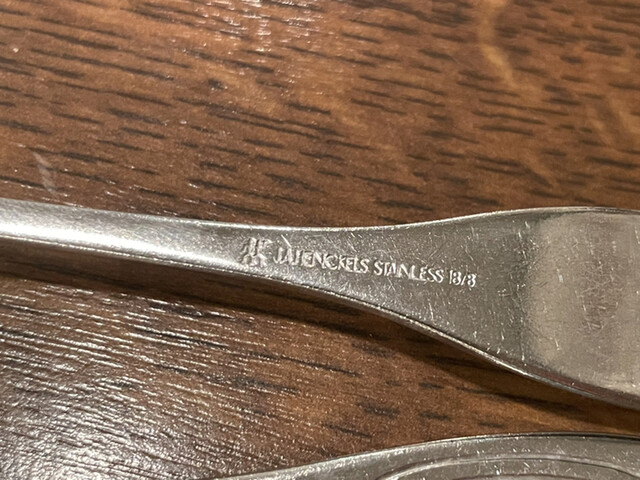 J.A. HENCKELS STAINLESS 18/8